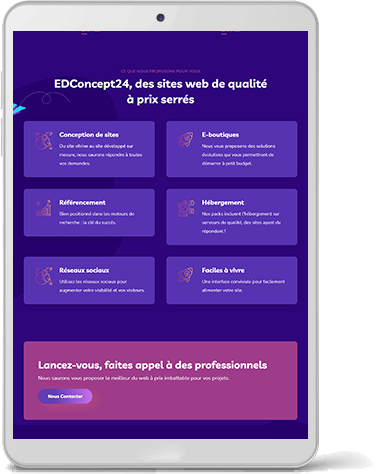 CE QUE NOUS PROPOSONS POUR VOUS
EDConcept24, des sites web de qualité
à prix serrés
Conception de sites
Du site vitrine au site développé sur
mesure, nous saurons répondre à toutes
vos demandes.
E-boutiques
Nous vous proposons des solutions
évolutives qui vous permettront de
démarrer à petit budget.
Référencement
Bien positionné dans les moteurs de
recherche : la clé du succès.
Hébergement
Nos packs incluent l'hébergement sur
serveurs de qualité, des sites ayant du
répondant !
Réseaux sociaux
Utilisez les réseaux sociaux pour
augmenter votre visibilité et vos visiteurs.
Faciles à vivre
Une interface conviviale pour facilement
alimenter votre site.
Lancez-vous, faites appel à des professionnels
Nous saurons vous proposer le meilleur du web à prix imbattable pour vos projets.
Nous Contacter